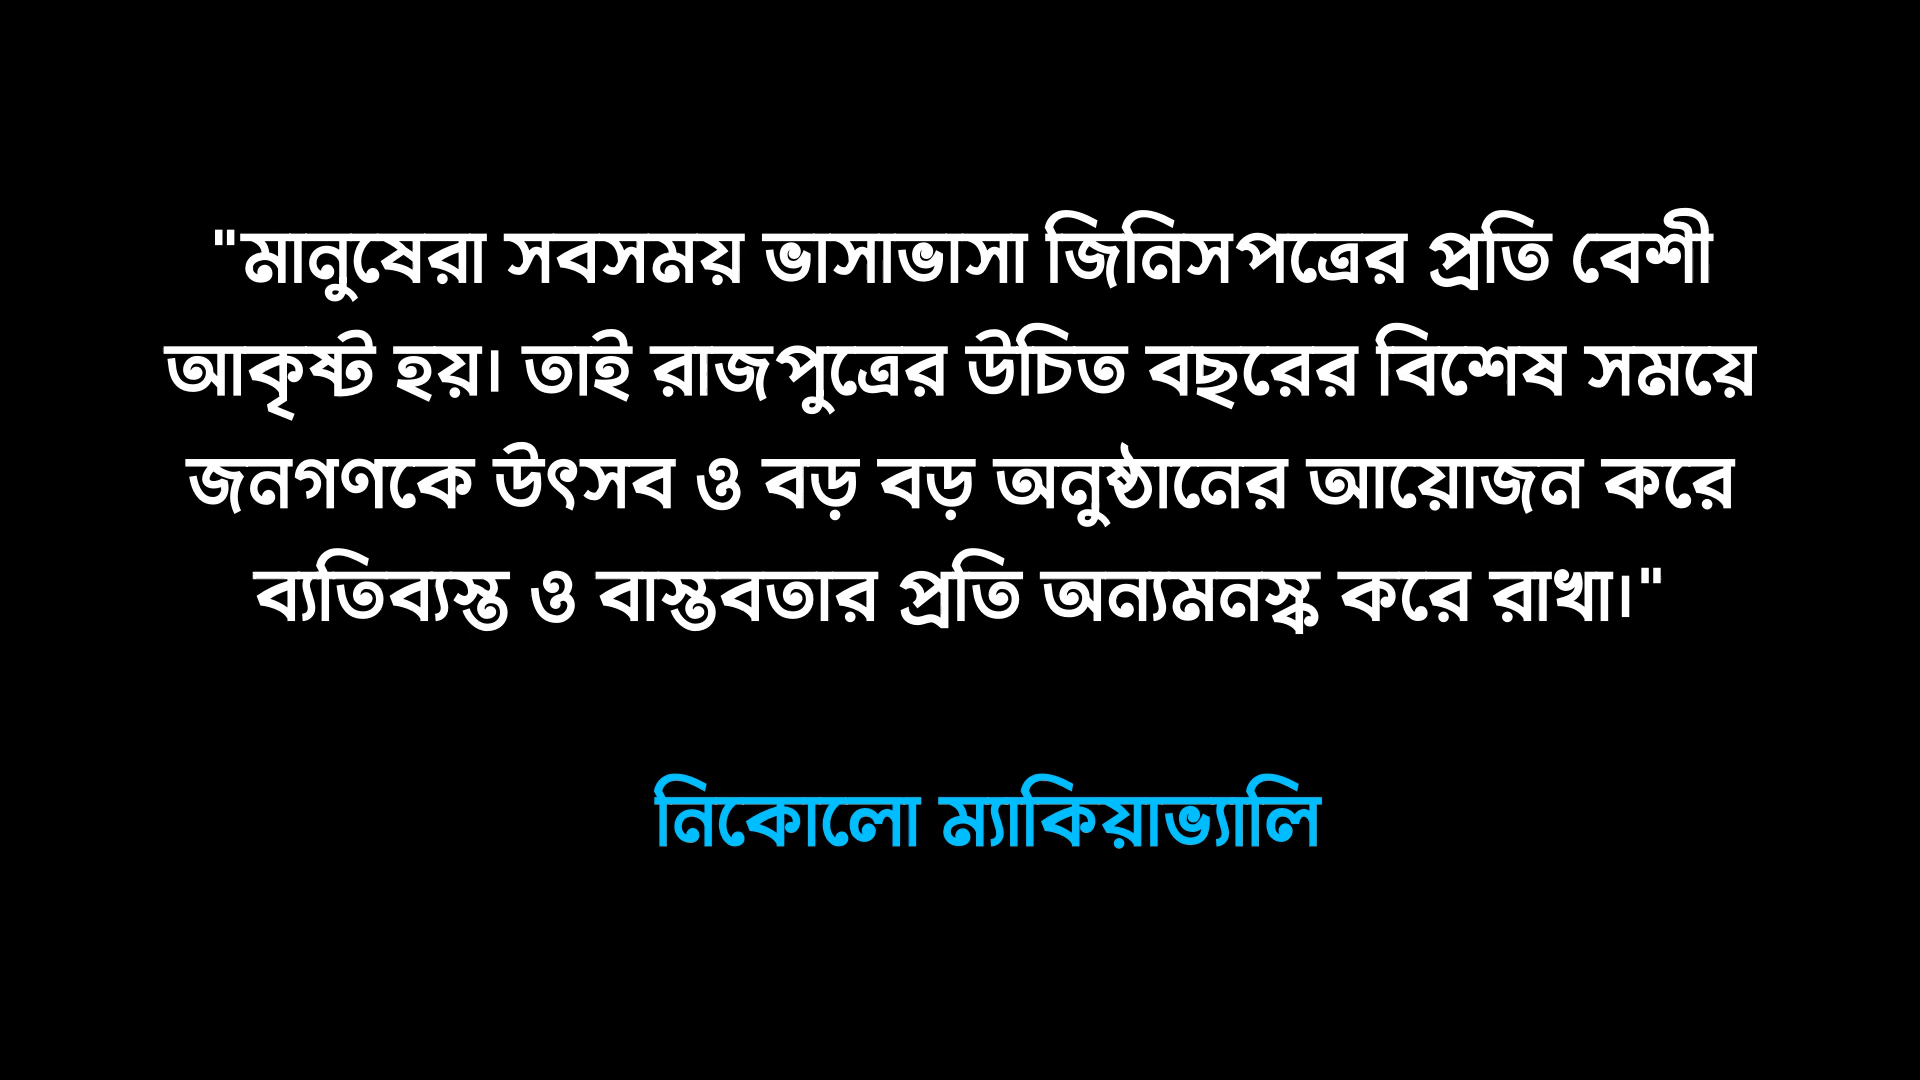 "মানুষেরা সবসময় ভাসাভাসা জিনিসপত্রের প্রতি বেশী
আকৃষ্ট হয়। তাই রাজপুত্রের উচিত বছরের বিশেষ সময়ে
জনগণকে উৎসব ও বড় বড় অনুষ্ঠানের আয়োজন করে
ব্যতিব্যস্ত ও বাস্তবতার প্রতি অন্যমনস্ক করে রাখা।"
নিকোলো ম্যাকিয়াভ্যালি